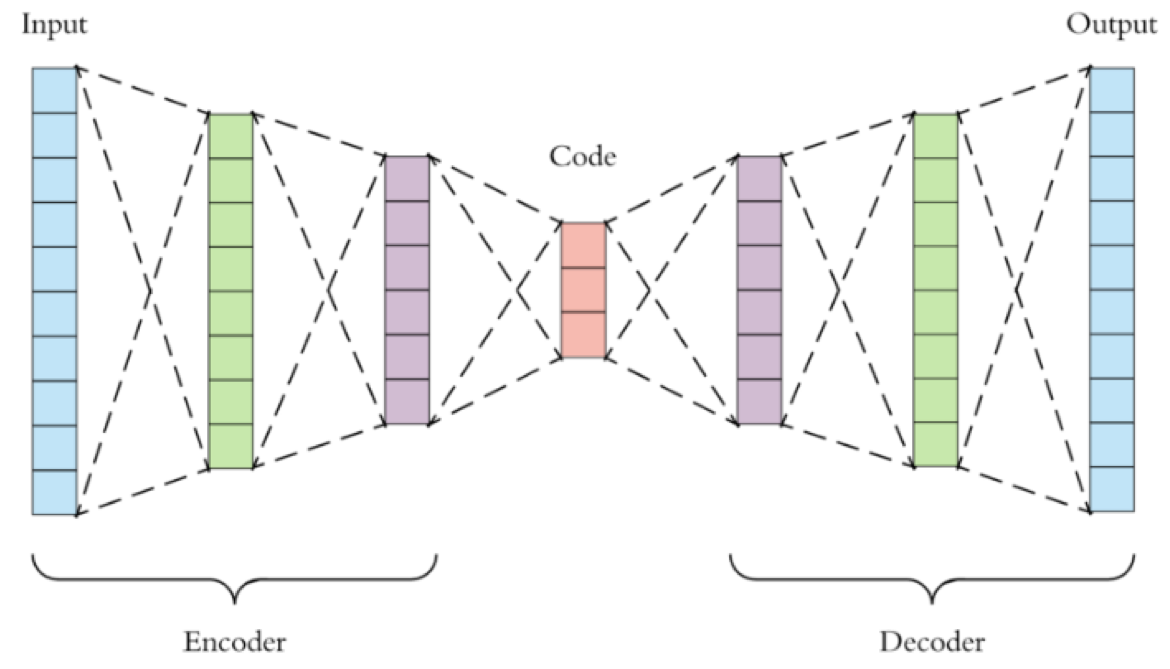 Input
Output
Code
Encoder
Decoder